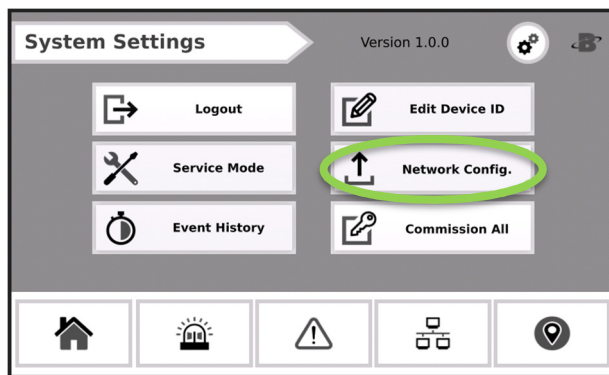 System Settings
Version 1.0.0
B
Logout
Edit Device ID
Service Mode
Network Config.
Event History
Commission All